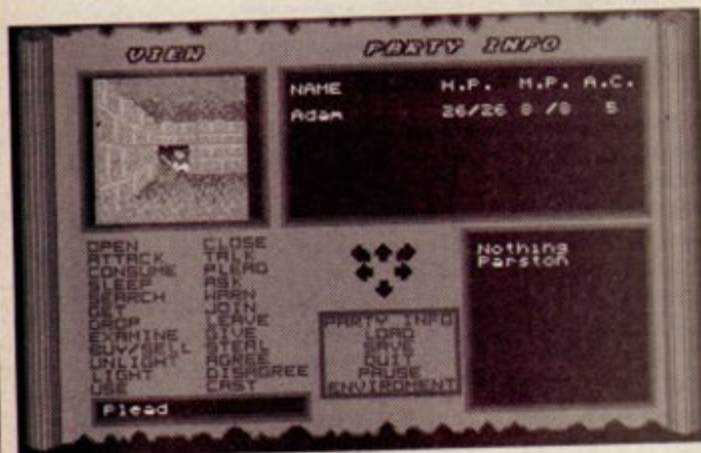 VIEW
PARTY INFO
NAME H.P. M.P. A.C.
Adam 26/26 8 /8 5
OPEN CLOSE
ATTACK TALK
CONSUME PLEAD
SLEEP ASK
SEARCH WARN
GET JOIN
DROP LEAVE
EXAMINE GIVE
BUY/SELL STEAL
UNLIGHT AGREE
LIGHT DISAGREE
USE CAST
Plead
PARTY INFO
LOAD
SAVE
QUIT
PAUSE
ENVIROMENT
Nothing
Parston